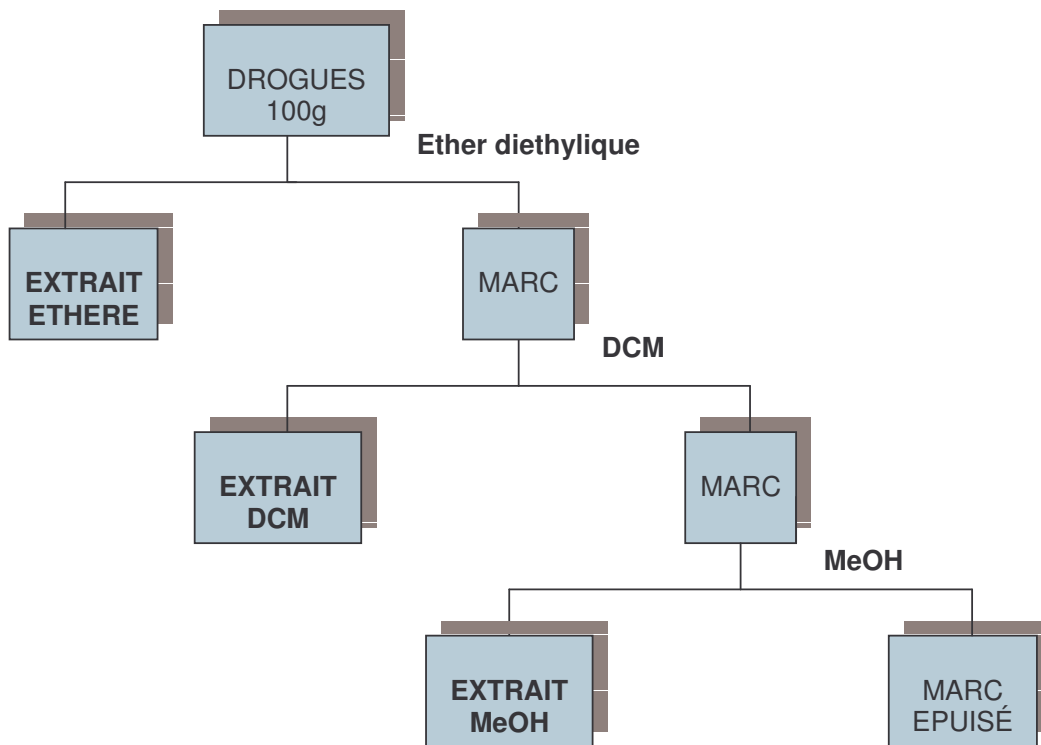 DROGUES
100g
Ether diethylique
EXTRAIT
ETHERE
MARC
DCM
EXTRAIT
DCM
MARC
MeOH
EXTRAIT
MeOH
MARC
EPUISÉ